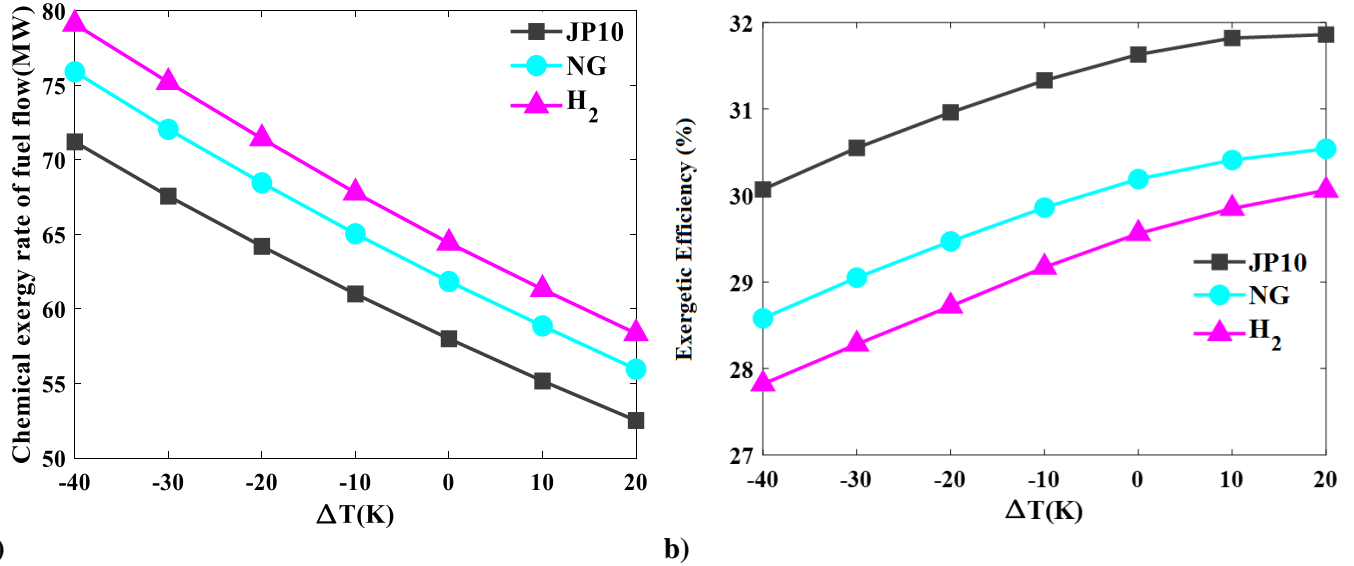 Chemical exergy rate of fuel flow(MW)
80
75
70
65
60
55
50
-40
-30
-20
-10
0
10
20
ΔT(K)
JP10
NG
H2
)
Exergetic Efficiency (%)
32
31
30
29
28
27
-40
-30
-20
-10
0
10
20
ΔT(K)
JP10
NG
H2
b)